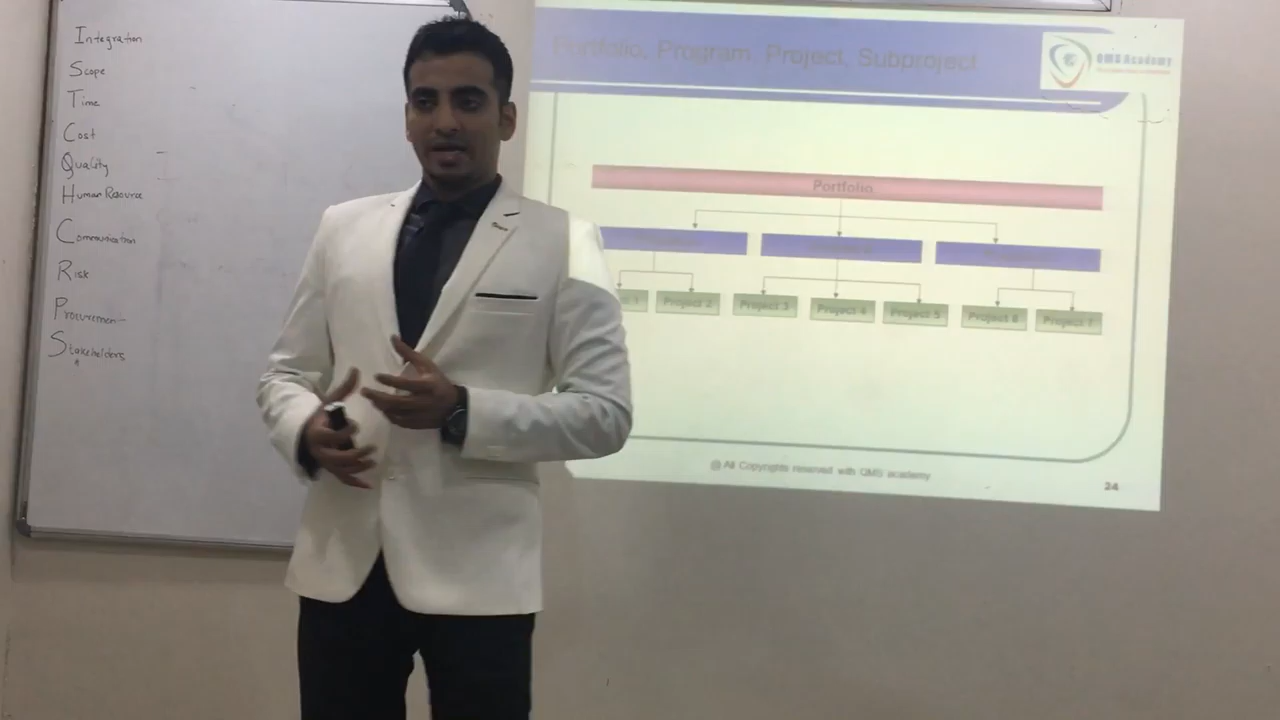 Integration
Scope
Time
Cost
Quality
Human Resource
Communication
Risk
Procurement
Stakeholders
Portfolio, Program, Project, Subproject
QMS Academy
Portfolio
1
Project 2
Project 3
Project 4
Project 5
Project 6
Project 7
@ All Copyrights reserved with QMS academy
24